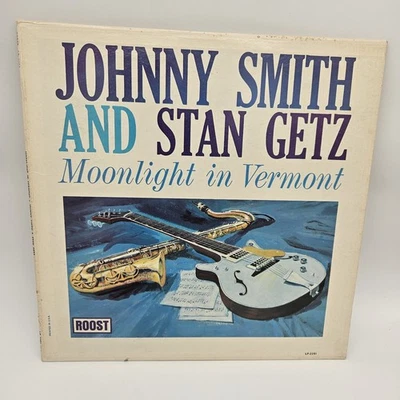 JOHNNY SMITH
AND STAN GETZ
Moonlight in Vermont
ROOST